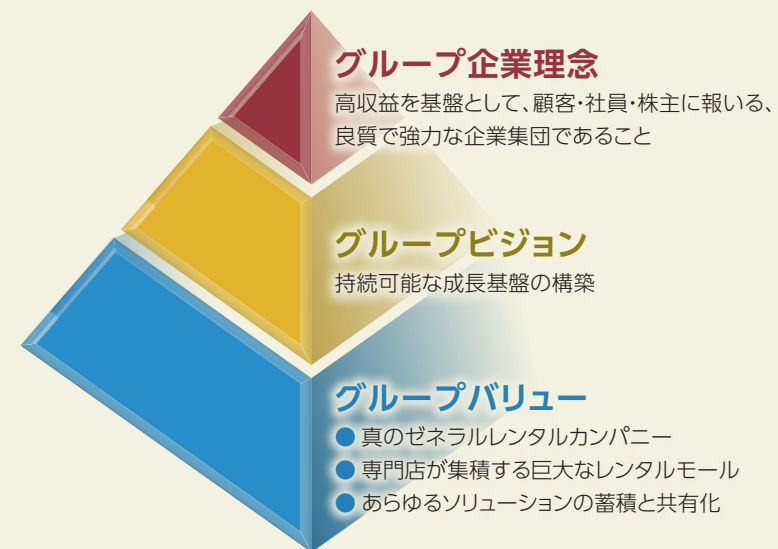 グループ企業理念
高収益を基盤として、顧客・社員・株主に報いる、
良質で強力な企業集団であること
グループビジョン
持続可能な成長基盤の構築
グループバリュー
● 真のゼネラルレンタルカンパニー
● 専門店が集積する巨大なレンタルモール
● あらゆるソリューションの蓄積と共有化